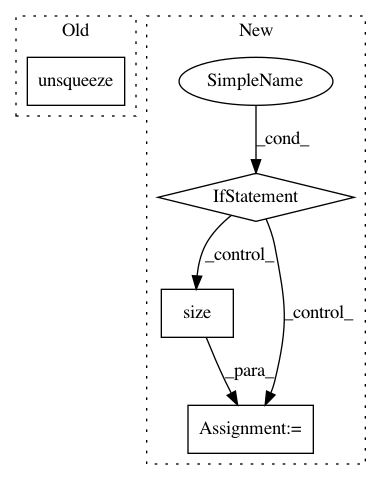 Old
unsqueeze
New
SimpleName
_cond_
IfStatement
_control_
_control_
size
_para_
Assignment:=